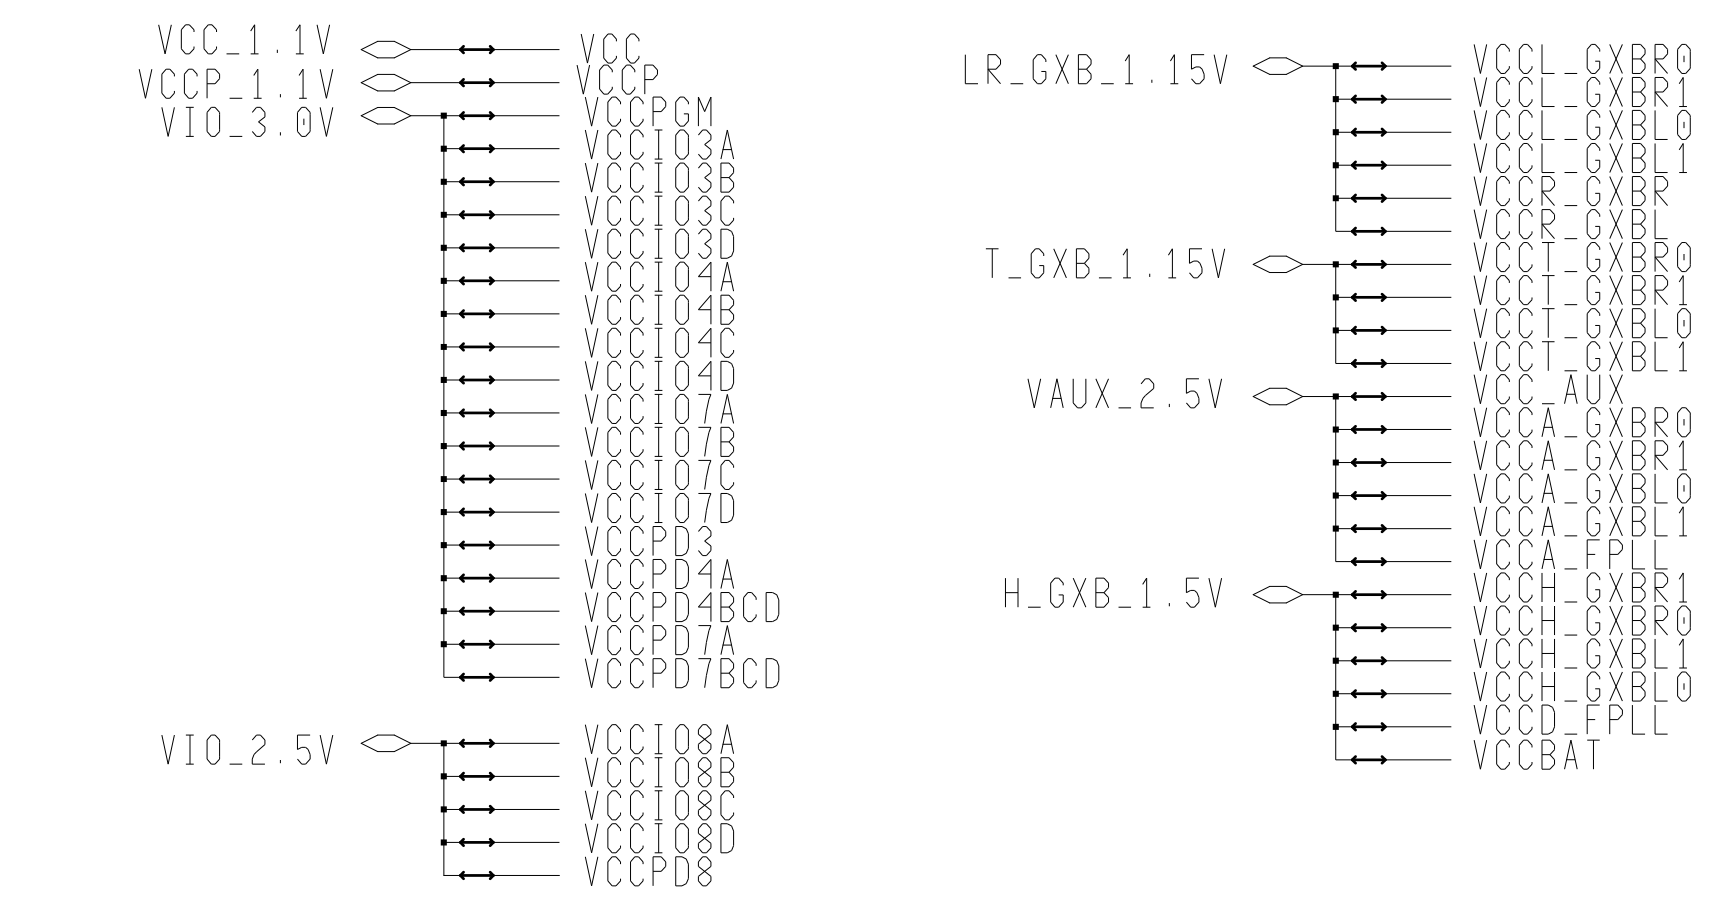 VCC_1.1V
VCC
VCCP_1.1V
VCCP
VIO_3.0V
VCCPGM
VCCIO3A
VCCIO3B
VCCIO3C
VCCIO3D
VCCIO4A
VCCIO4B
VCCIO4C
VCCIO4D
VCCIO7A
VCCIO7B
VCCIO7C
VCCIO7D
VCCPD3
VCCPD4A
VCCPD4BCD
VCCPD7A
VCCPD7BCD
VIO_2.5V
VCCIO8A
VCCIO8B
VCCIO8C
VCCIO8D
VCCPD8
LR_GXB_1.15V
VCCL_GXBR0
VCCL_GXBR1
VCCL_GXBL0
VCCL_GXBL1
VCCR_GXBR
VCCR_GXBL
T_GXB_1.15V
VCCT_GXBR0
VCCT_GXBR1
VCCT_GXBL0
VCCT_GXBL1
VAUX_2.5V
VCC_AUX
VCCA_GXBR0
VCCA_GXBR1
VCCA_GXBL0
VCCA_GXBL1
VCCA_FPLL
H_GXB_1.5V
VCCH_GXBR1
VCCH_GXBR0
VCCH_GXBL1
VCCH_GXBL0
VCCD_FPLL
VCCBAT